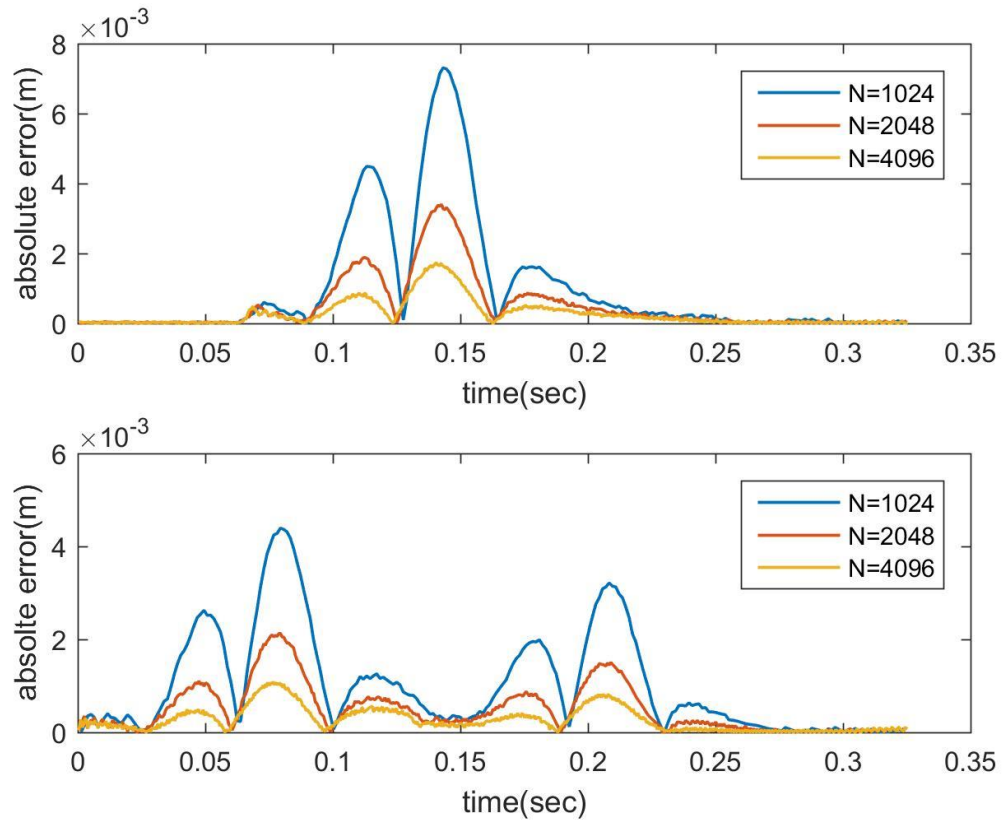 ×10⁻³
8
6
4
2
0
absolute error(m)
N=1024
N=2048
N=4096
0 0.05 0.1 0.15 0.2 0.25 0.3 0.35
time(sec)
×10⁻³
6
4
2
0
absolte error(m)
N=1024
N=2048
N=4096
0 0.05 0.1 0.15 0.2 0.25 0.3 0.35
time(sec)